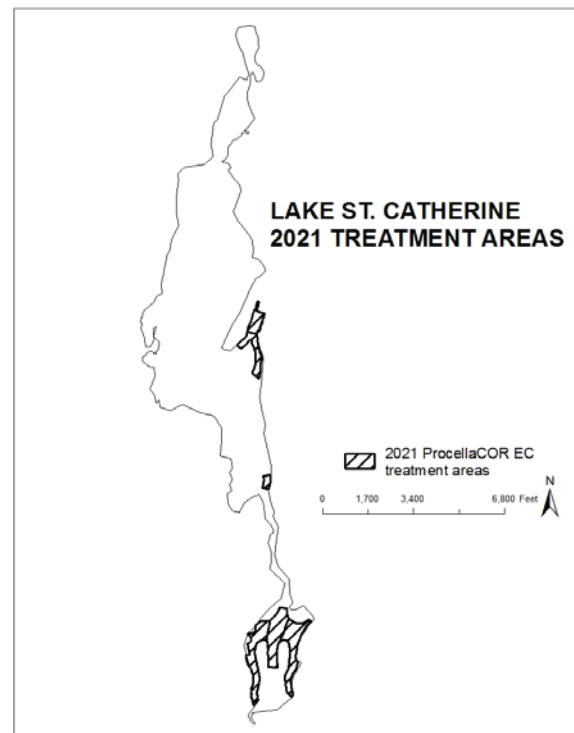 LAKE ST. CATHERINE
2021 TREATMENT AREAS
2021 ProcellaCOR EC
treatment areas
N
0 1,700 3,400 6,800 Feet